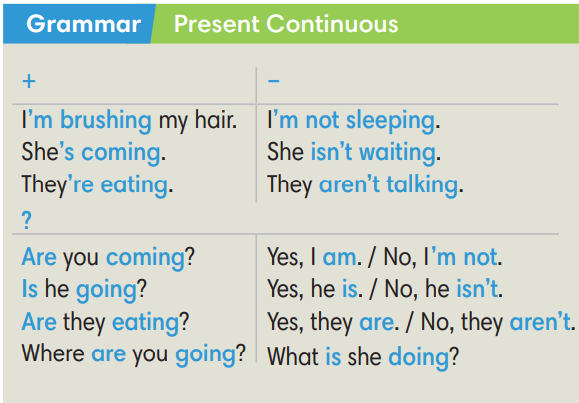 Grammar Present Continuous
+ −
I'm brushing my hair. I'm not sleeping.
She's coming. She isn't waiting.
They're eating. They aren't talking.
?
Are you coming? Yes, I am. / No, I'm not.
Is he going? Yes, he is. / No, he isn't.
Are they eating? Yes, they are. / No, they aren't.
Where are you going? What is she doing?